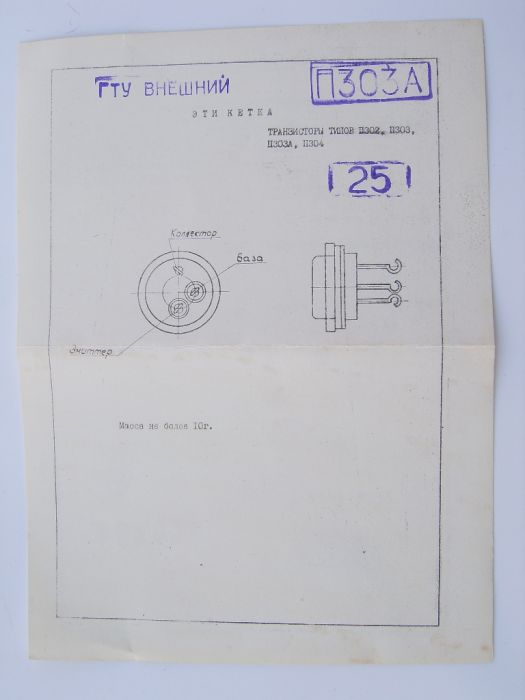 ГТУ ВНЕШНИЙ
П303А
ЭТИКЕТКА
ТРАНЗИСТОРЫ ТИПОВ П302, П303,
П303А, П304
25
Коллектор
База
Эмиттер
Масса не более 10г.